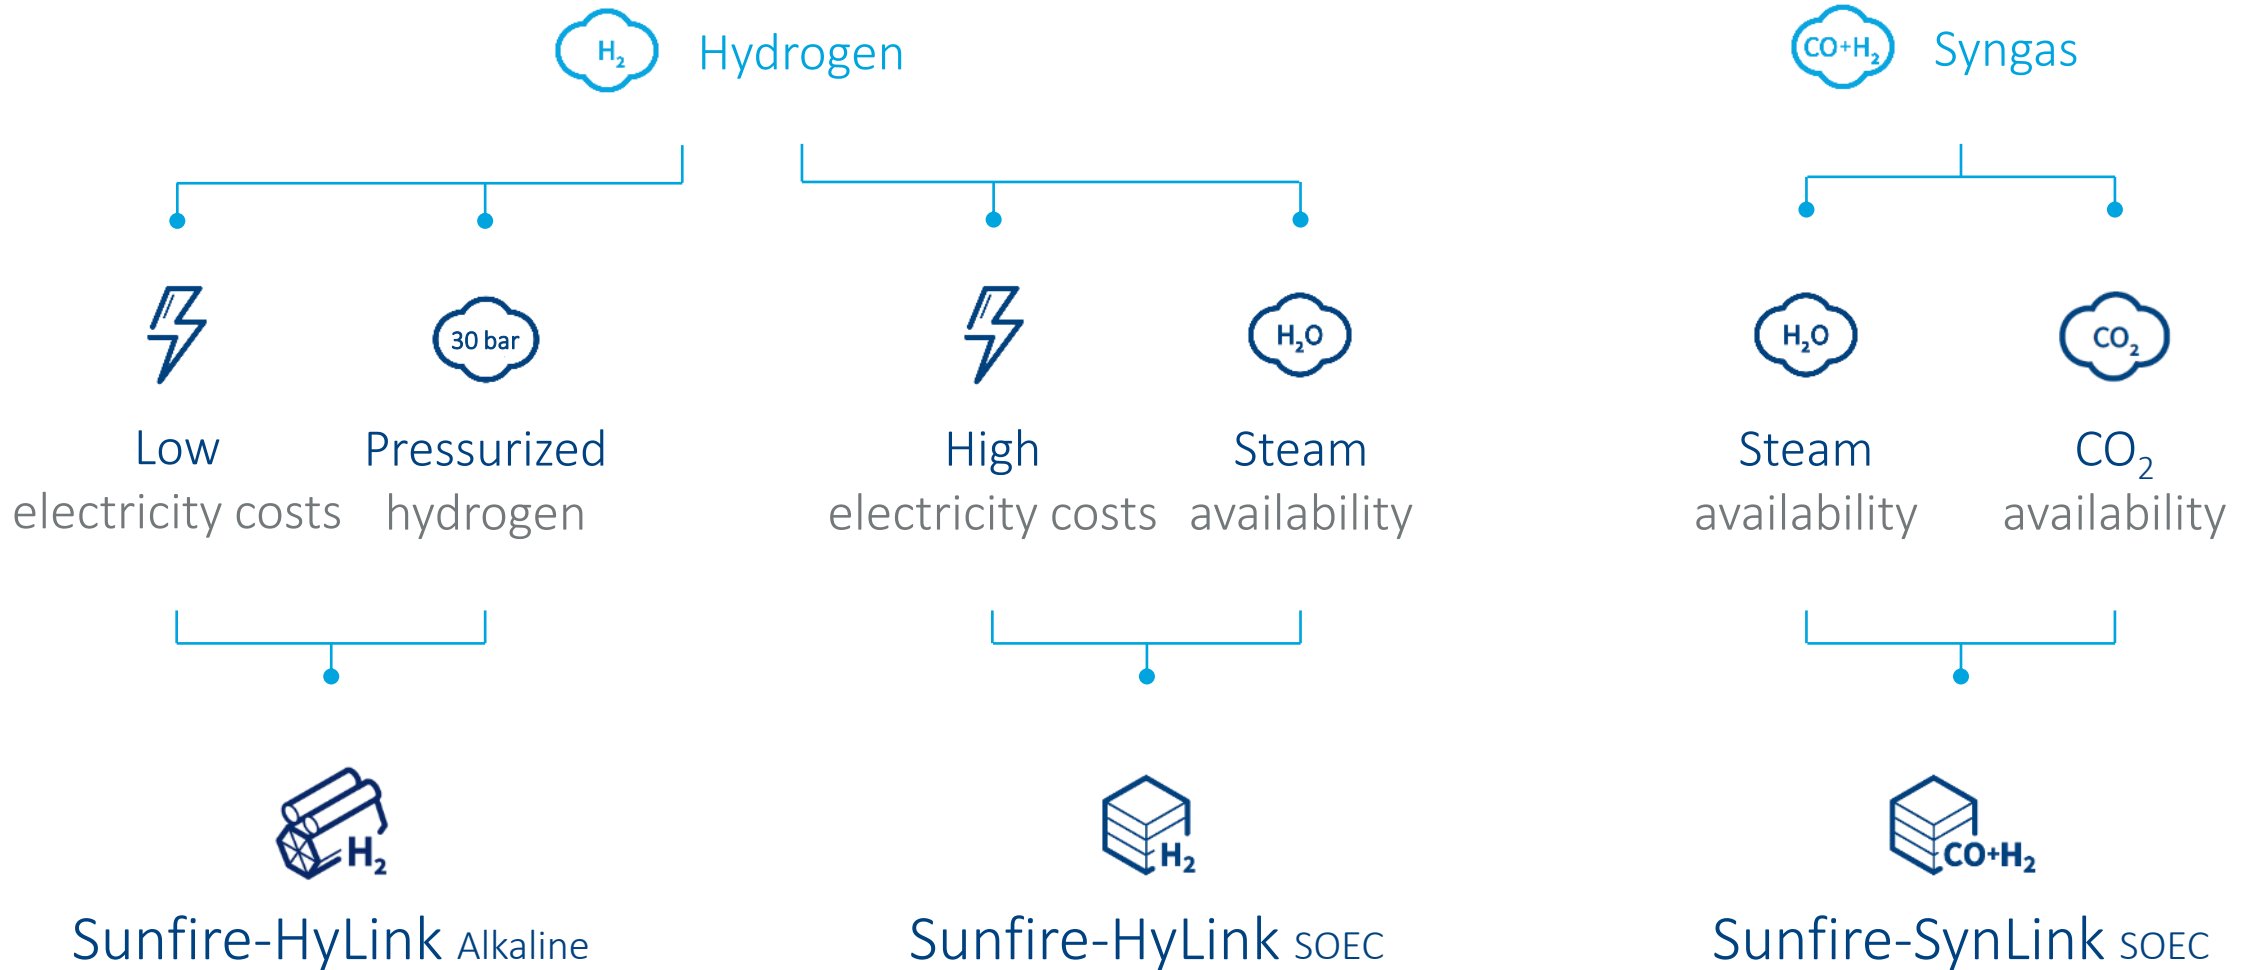 H₂ Hydrogen
CO+H₂ Syngas
30 bar
H₂O
H₂O
CO₂
Low
electricity costs
Pressurized
hydrogen
High
electricity costs
Steam
availability
Steam
availability
CO₂
availability
H₂
H₂
CO+H₂
Sunfire-HyLink Alkaline
Sunfire-HyLink SOEC
Sunfire-SynLink SOEC